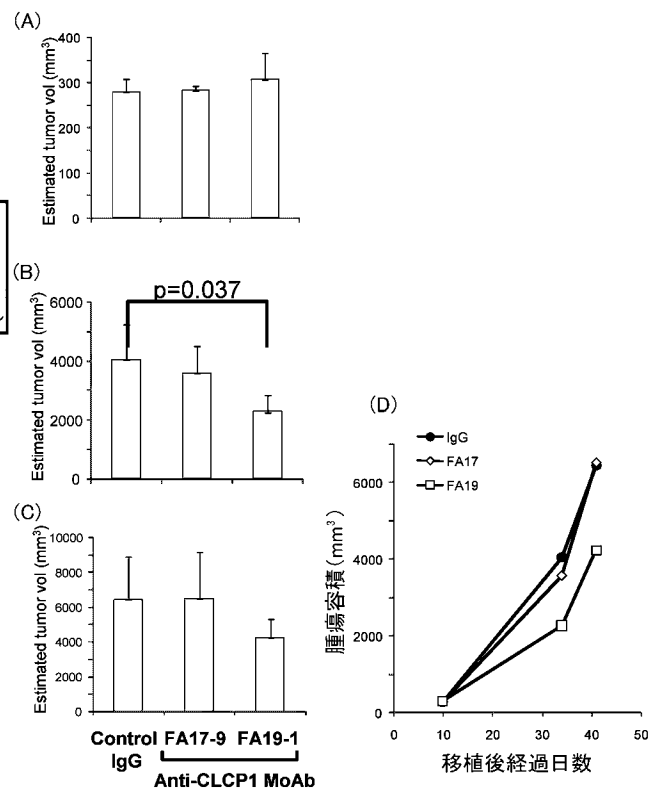 (A)
Estimated tumor vol (mm³)
400
300
200
100
0
(B)
p=0.037
Estimated tumor vol (mm³)
6000
4000
2000
0
(C)
Estimated tumor vol (mm³)
10000
8000
6000
4000
2000
0
Control IgG
FA17-9
FA19-1
Anti-CLCP1 MoAb
(D)
IgG
FA17
FA19
腫瘍容積(mm³)
6000
4000
2000
0
0 10 20 30 40 50
移植後経過日数